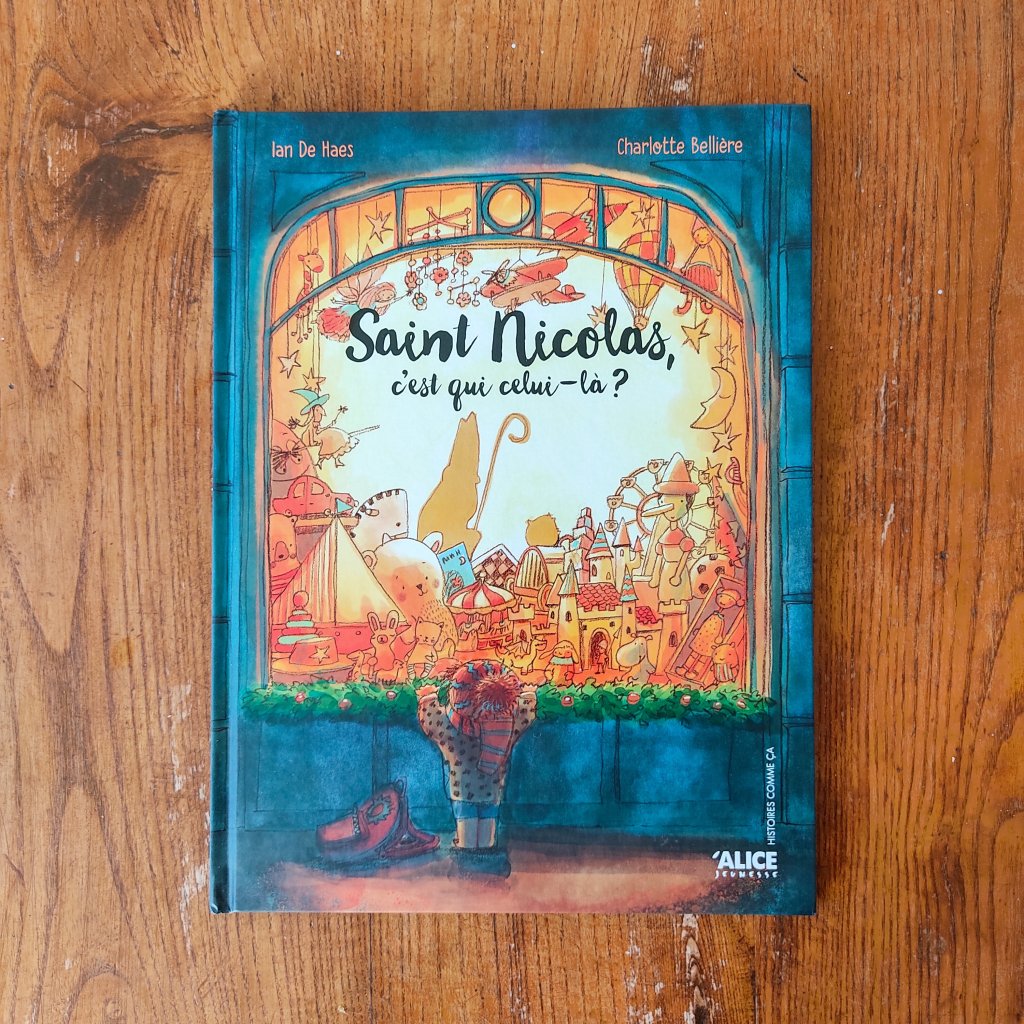 Ian De Haes
Charlotte Bellière
Saint Nicolas,
c'est qui celui-là ?
HISTOIRES COMME ÇA
'ALICE
JEUNESSE